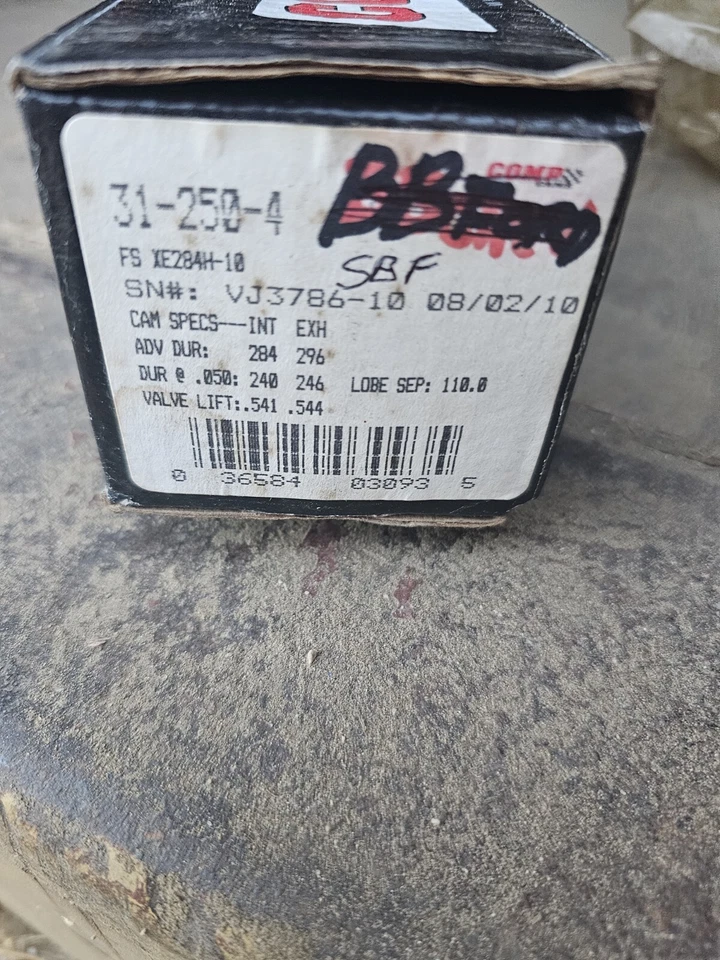 COMP
31-250-4 BB Ford
FS XE284H-10 SBF
SN#: VJ3786-10 08/02/10
CAM SPECS---INT EXH
ADV DUR: 284 296
DUR @ .050: 240 246 LOBE SEP: 110.0
VALVE LIFT:.541 .544
0 36584 03093 5